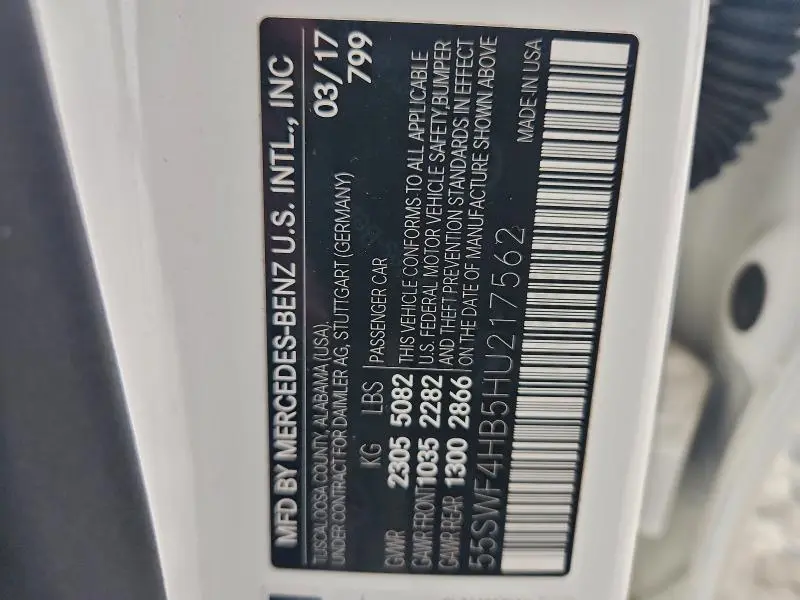 MFD BY MERCEDES-BENZ U.S. INTL., INC
TUSCALOOSA COUNTY, ALABAMA (USA),
UNDER CONTRACT FOR DAIMLER AG, STUTTGART (GERMANY)
03/17
799
KG LBS
GVWR 2305 5082
GAWR FRONT 1035 2282
GAWR REAR 1300 2866
PASSENGER CAR
THIS VEHICLE CONFORMS TO ALL APPLICABLE
U.S. FEDERAL MOTOR VEHICLE SAFETY,BUMPER
AND THEFT PREVENTION STANDARDS IN EFFECT
ON THE DATE OF MANUFACTURE SHOWN ABOVE
55SWF4HB5HU217562
MADE IN USA